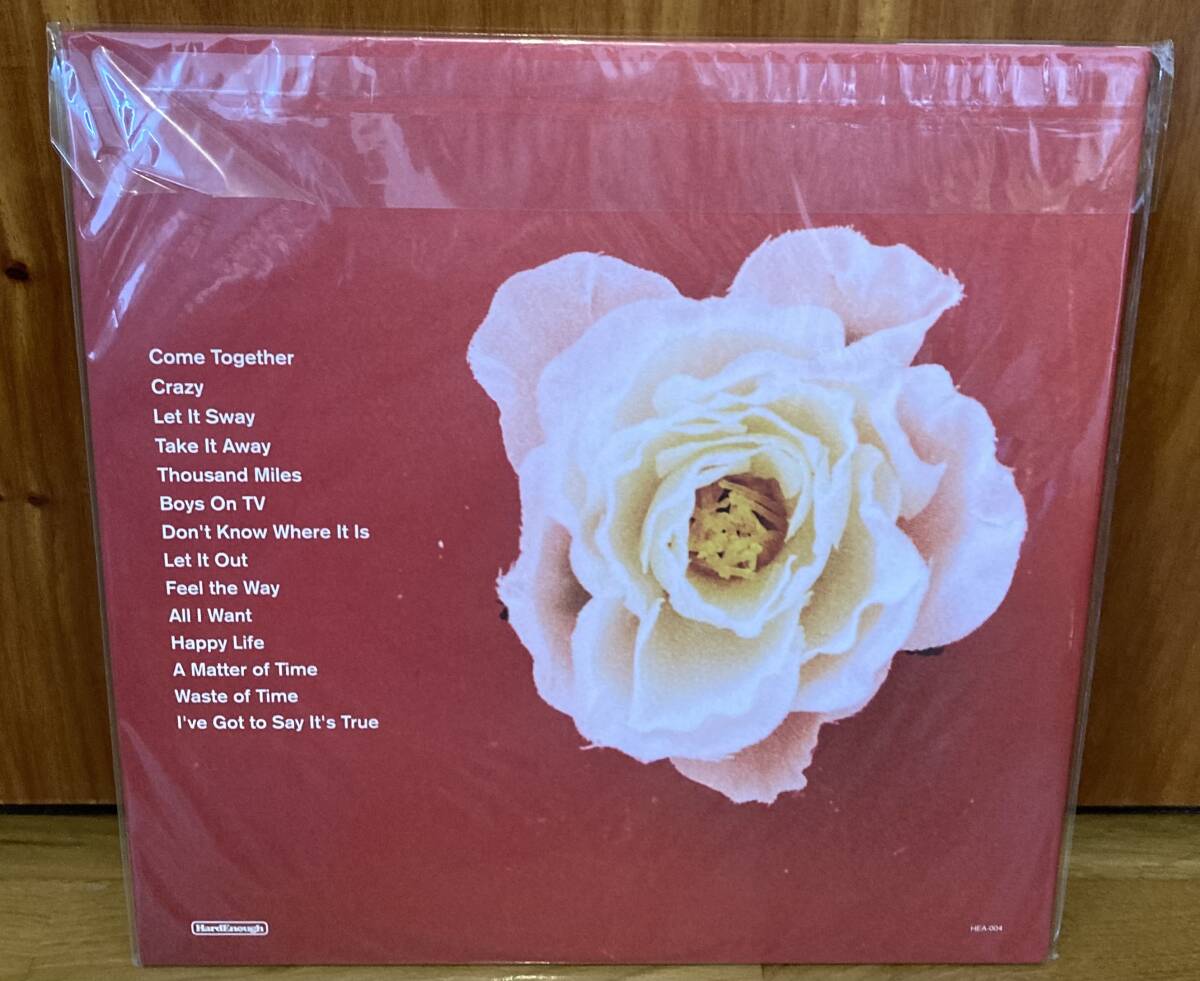 Come Together
Crazy
Let It Sway
Take It Away
Thousand Miles
Boys On TV
Don't Know Where It Is
Let It Out
Feel the Way
All I Want
Happy Life
A Matter of Time
Waste of Time
I've Got to Say It's True
HardEnough
HEA-004